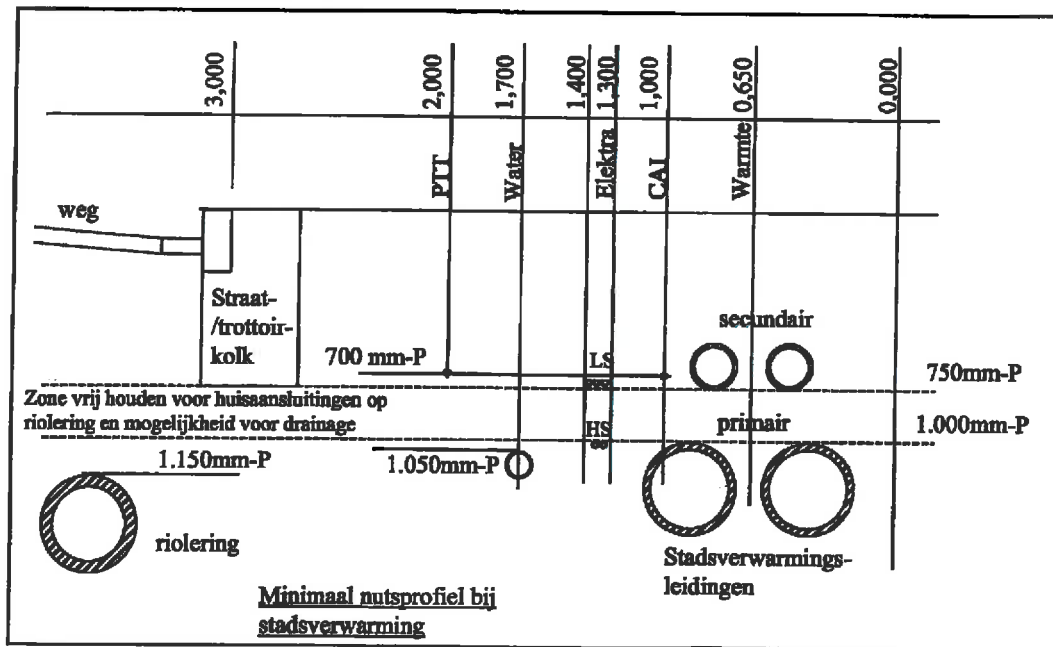 3,000
2,000
1,700
1,400
1,300
1,000
0,650
0,000
PTT
Water
Elektra
CAI
Warmte
weg
Straat-
/trottoir-
kolk
secundair
700 mm-P
LS
750mm-P
Zone vrij houden voor huisaansluitingen op
riolering en mogelijkheid voor drainage
HS
primair
1.000mm-P
1.150mm-P
1.050mm-P
riolering
Stadsverwarmings-
leidingen
Minimaal nutsprofiel bij
stadsverwarming